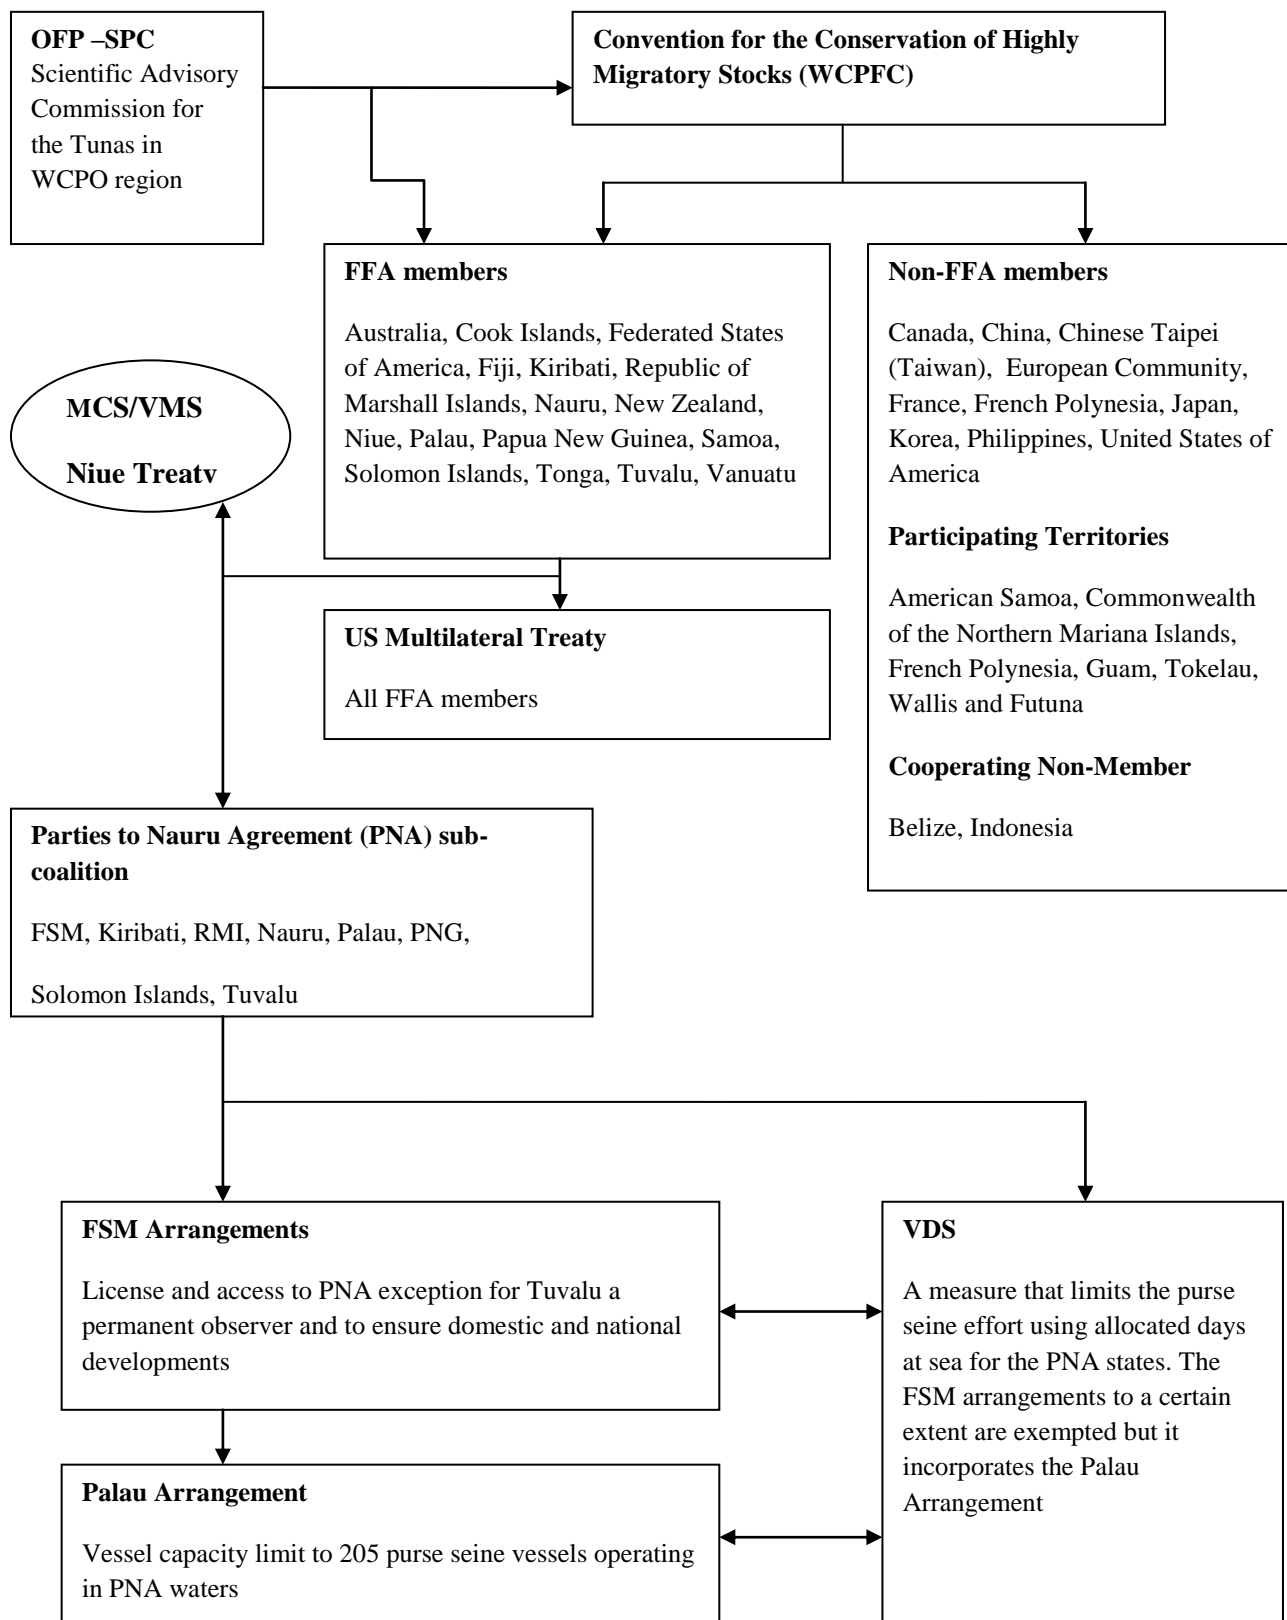 OFP –SPC
Scientific Advisory
Commission for
the Tunas in
WCPO region
Convention for the Conservation of Highly
Migratory Stocks (WCPFC)
FFA members
Australia, Cook Islands, Federated States
of America, Fiji, Kiribati, Republic of
Marshall Islands, Nauru, New Zealand,
Niue, Palau, Papua New Guinea, Samoa,
Solomon Islands, Tonga, Tuvalu, Vanuatu
Non-FFA members
Canada, China, Chinese Taipei
(Taiwan),  European Community,
France, French Polynesia, Japan,
Korea, Philippines, United States of
America
Participating Territories
American Samoa, Commonwealth
of the Northern Mariana Islands,
French Polynesia, Guam, Tokelau,
Wallis and Futuna
Cooperating Non-Member
Belize, Indonesia
MCS/VMS
Niue Treaty
US Multilateral Treaty
All FFA members
Parties to Nauru Agreement (PNA) sub-
coalition
FSM, Kiribati, RMI, Nauru, Palau, PNG,
Solomon Islands, Tuvalu
FSM Arrangements
License and access to PNA exception for Tuvalu a
permanent observer and to ensure domestic and national
developments
VDS
A measure that limits the purse
seine effort using allocated days
at sea for the PNA states. The
FSM arrangements to a certain
extent are exempted but it
incorporates the Palau
Arrangement
Palau Arrangement
Vessel capacity limit to 205 purse seine vessels operating
in PNA waters